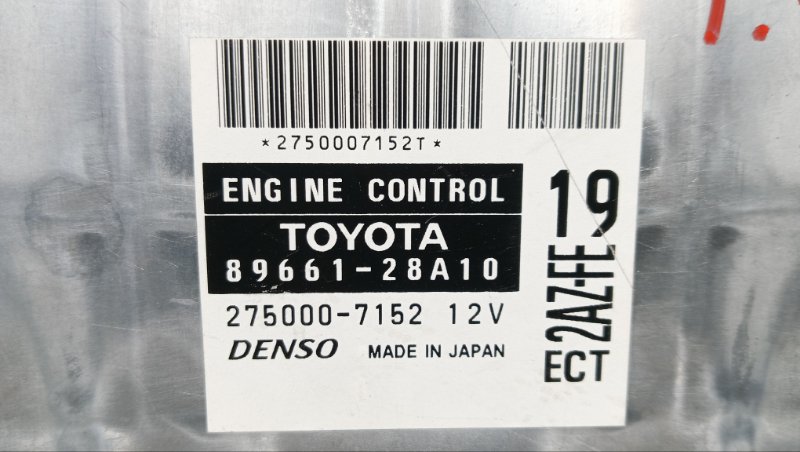 *2750007152T*
ENGINE CONTROL
TOYOTA
89661-28A10
275000-7152 12V
DENSO MADE IN JAPAN
19
2AZ-FE
ECT